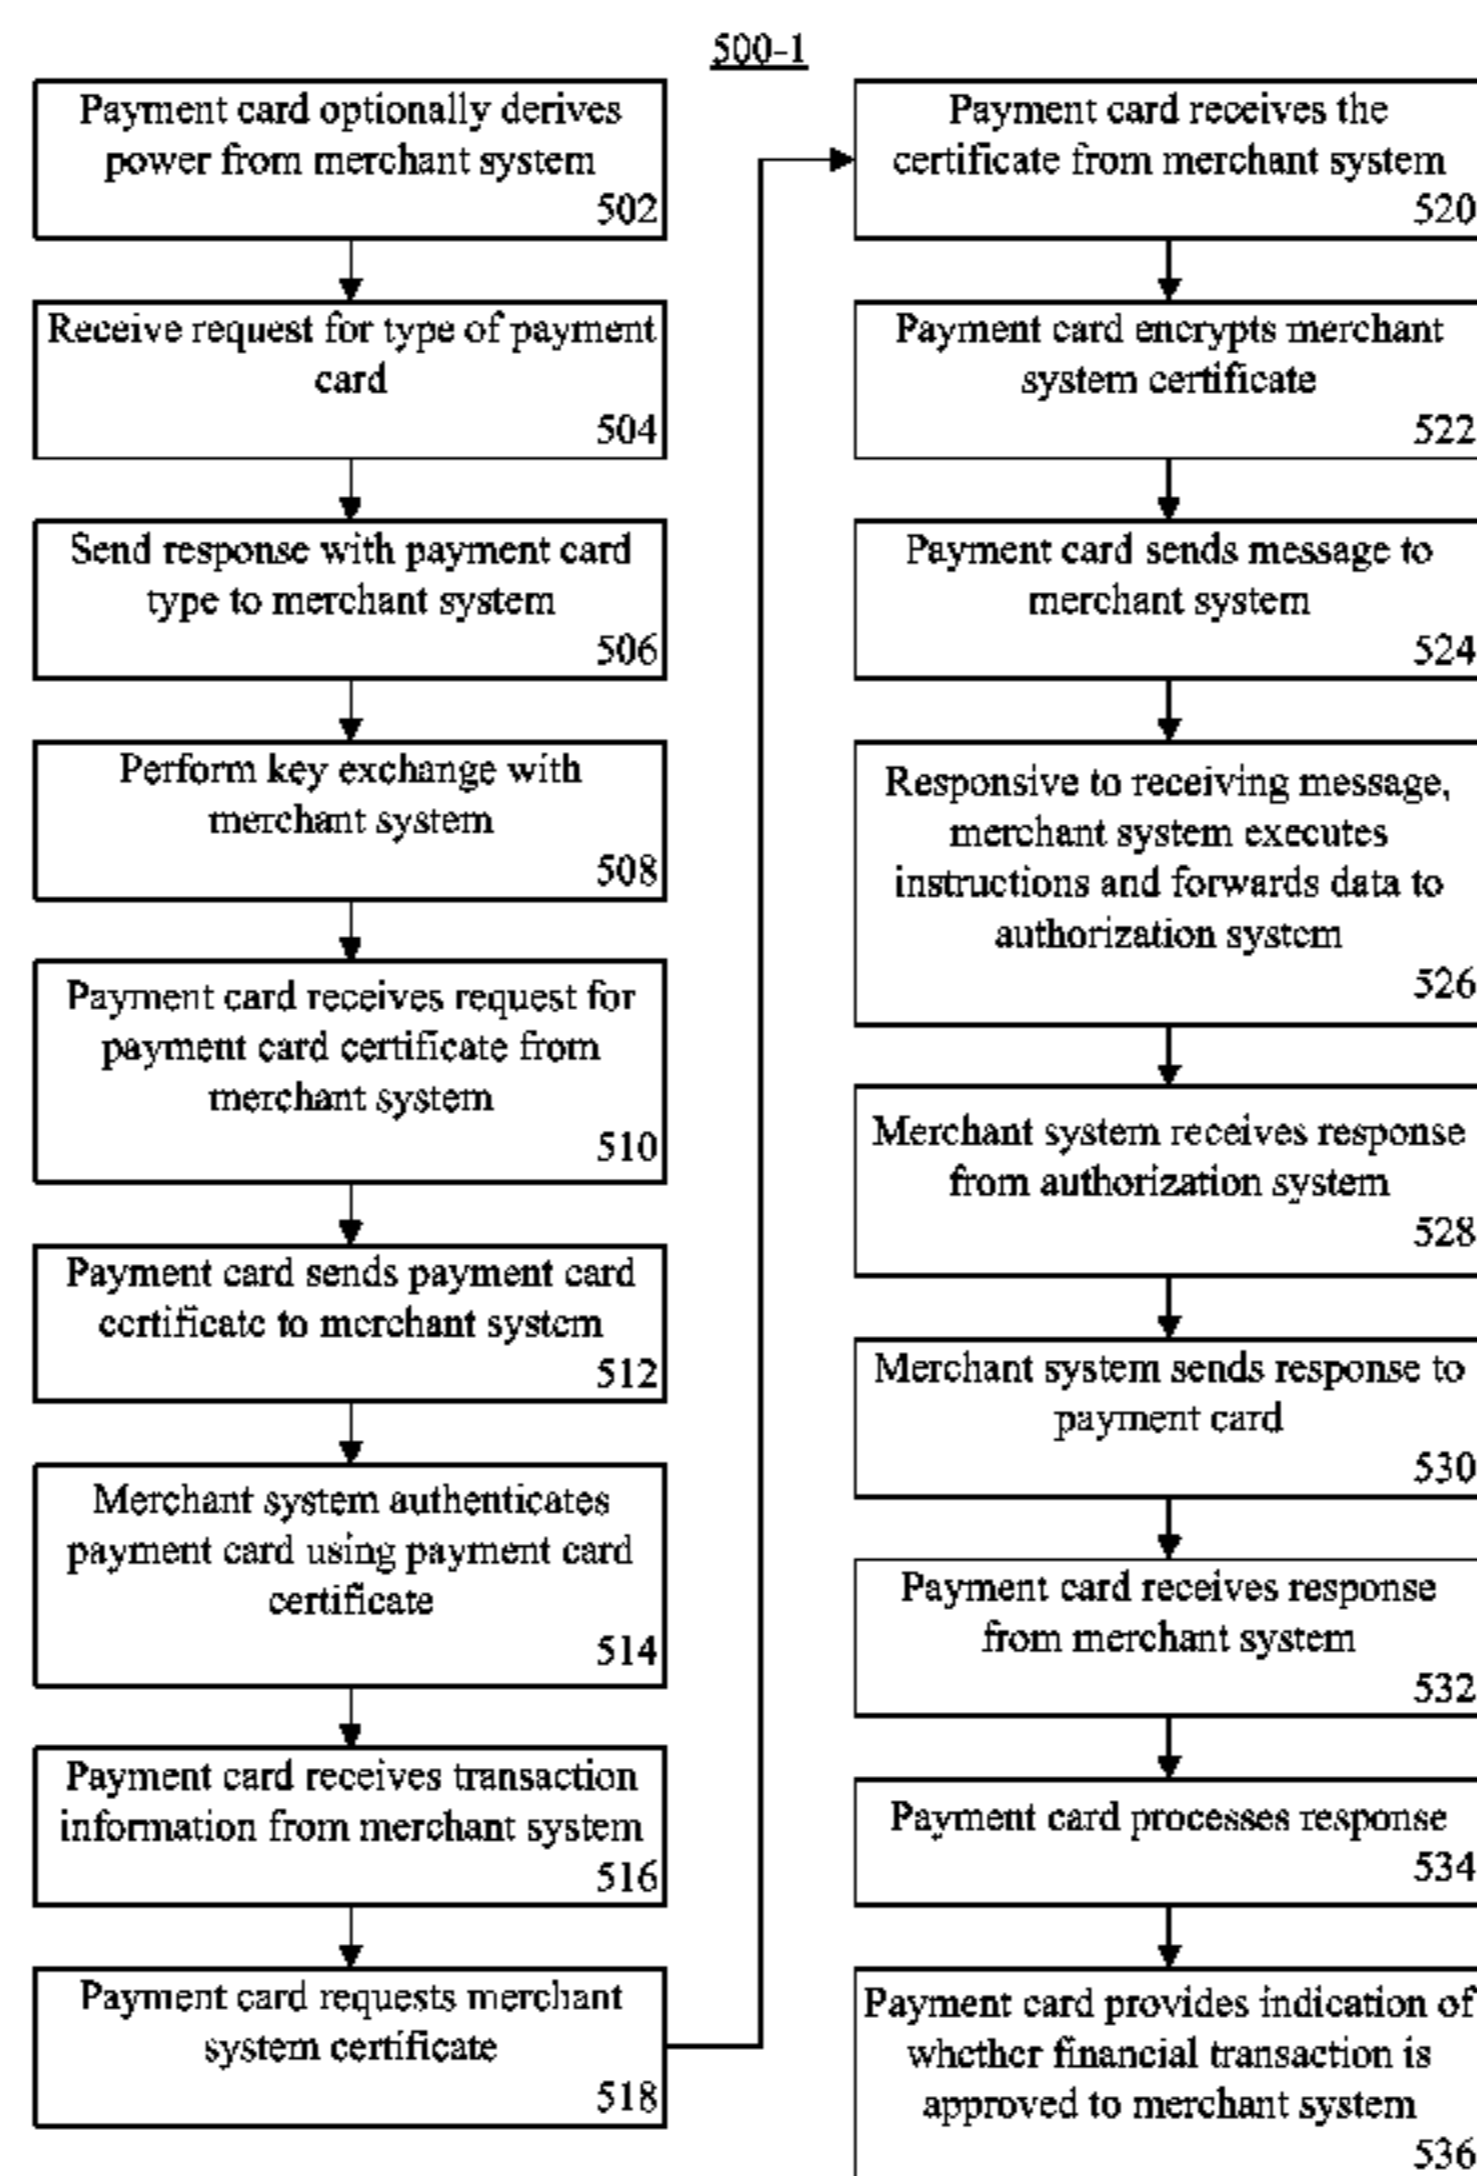 500-1
Payment card optionally derives
power from merchant system
502
Receive request for type of payment
card
504
Send response with payment card
type to merchant system
506
Perform key exchange with
merchant system
508
Payment card receives request for
payment card certificate from
merchant system
510
Payment card sends payment card
certificate to merchant system
512
Merchant system authenticates
payment card using payment card
certificate
514
Payment card receives transaction
information from merchant system
516
Payment card requests merchant
system certificate
518
Payment card receives the
certificate from merchant system
520
Payment card encrypts merchant
system certificate
522
Payment card sends message to
merchant system
524
Responsive to receiving message,
merchant system executes
instructions and forwards data to
authorization system
526
Merchant system receives response
from authorization system
528
Merchant system sends response to
payment card
530
Payment card receives response
from merchant system
532
Payment card processes response
534
Payment card provides indication of
whether financial transaction is
approved to merchant system
536